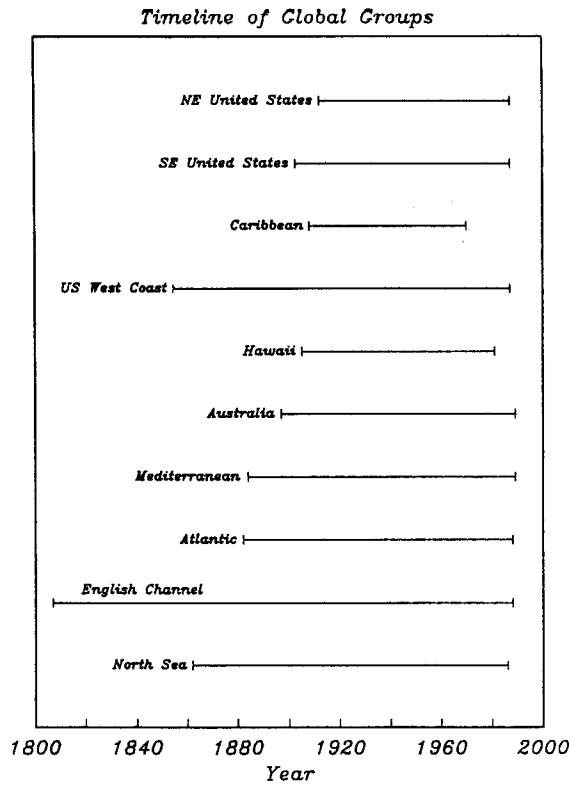 Timeline of Global Groups
NE United States
SE United States
Caribbean
US West Coast
Hawaii
Australia
Mediterranean
Atlantic
English Channel
North Sea
1800 1840 1880 1920 1960 2000
Year